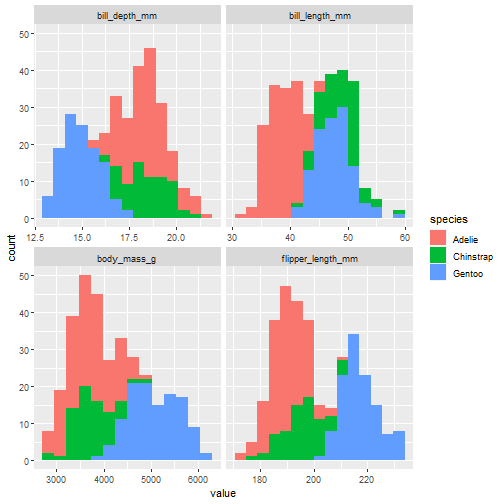 bill_depth_mm
bill_length_mm
50
40
30
20
10
0
12.5 15.0 17.5 20.0
30 40 50 60
count
body_mass_g
flipper_length_mm
50
40
30
20
10
0
3000 4000 5000 6000
180 200 220
value
species
Adelie
Chinstrap
Gentoo